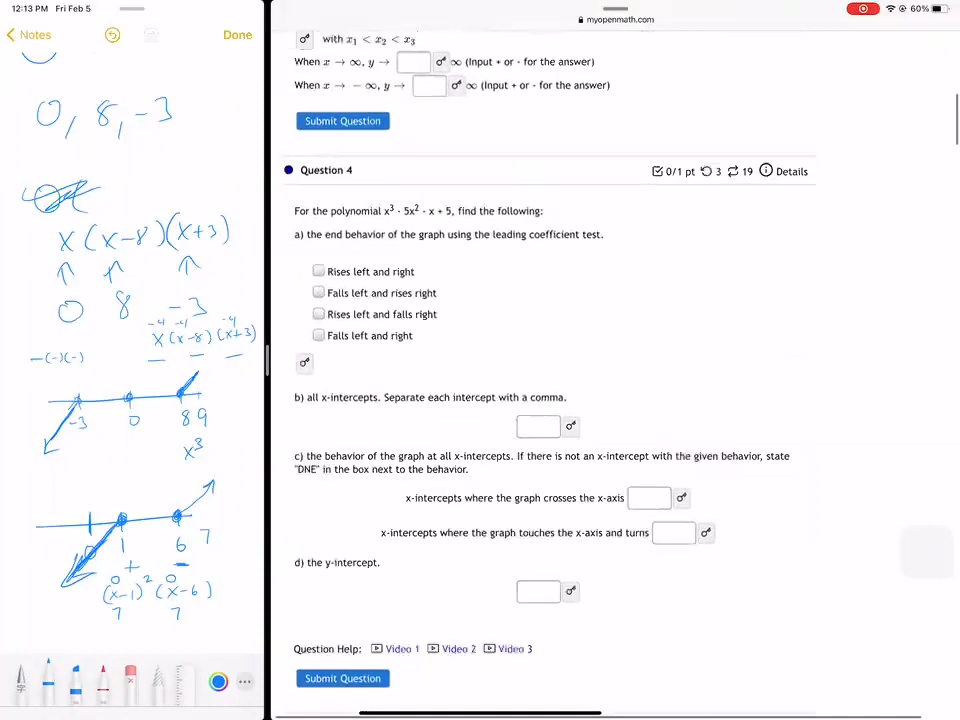 12:13 PM Fri Feb 5
Notes
Done
0, 8, -3
x (x-8)(x+3)
0 8 -3
-4 -4 -4
x (x-8) (x+3)
-(-)(-)
-3 0 8 9
x³
1 6 7
+ -
0 0
(x-1)² (x-6)
7 7
myopenmath.com
60%
with x₁ < x₂ < x₃
When x → ∞, y → ∞ (Input + or - for the answer)
When x → - ∞, y → ∞ (Input + or - for the answer)
Submit Question
Question 4
0/1 pt 3 19 Details
For the polynomial x³ - 5x² - x + 5, find the following:
a) the end behavior of the graph using the leading coefficient test.
Rises left and right
Falls left and rises right
Rises left and falls right
Falls left and right
b) all x-intercepts. Separate each intercept with a comma.
c) the behavior of the graph at all x-intercepts. If there is not an x-intercept with the given behavior, state
"DNE" in the box next to the behavior.
x-intercepts where the graph crosses the x-axis
x-intercepts where the graph touches the x-axis and turns
d) the y-intercept.
Question Help: Video 1 Video 2 Video 3
Submit Question